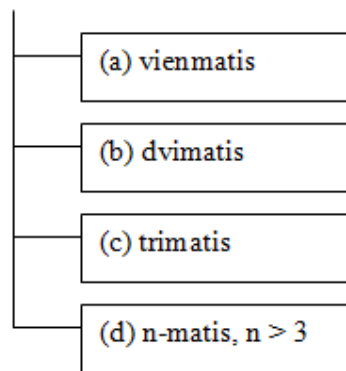 (a) vienmatis
(b) dvimatis
(c) trimatis
(d) n-matis, n > 3